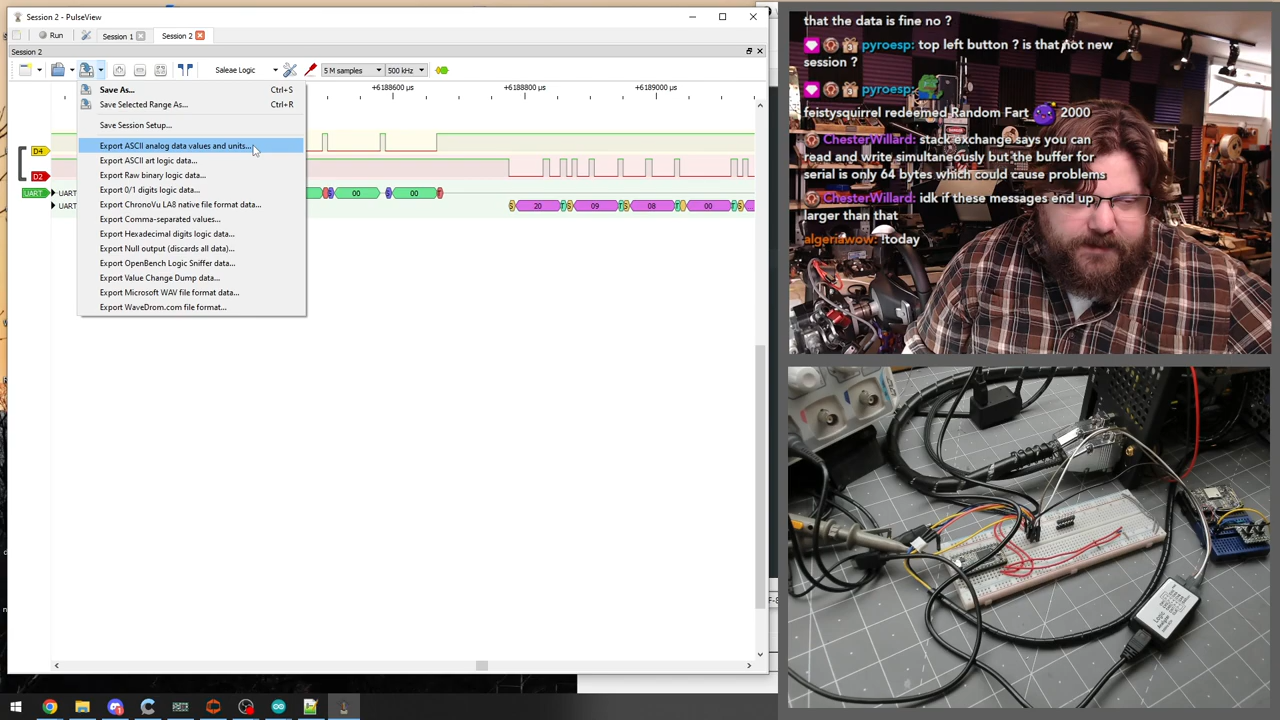 Session 2 - PulseView
Run
Session 1
Session 2
Session 2
Saleae Logic
5 M samples
500 kHz
+6188600 µs
+6188800 µs
+6189000 µs
Save As... Ctrl+S
Save Selected Range As... Ctrl+R
Save Session Setup...
Export ASCII analog data values and units...
Export ASCII art logic data...
Export Raw binary logic data...
Export 0/1 digits logic data...
Export ChronoVu LA8 native file format data...
Export Comma-separated values...
Export Hexadecimal digits logic data...
Export Null output (discards all data)...
Export OpenBench Logic Sniffer data...
Export Value Change Dump data...
Export Microsoft WAV file format data...
Export WaveDrom.com file format...
D4
D2
UART
UART
UART
00
S
00
T
S
20
T
S
09
T
S
08
T
00
T
S
that the data is fine no ?
pyroesp: top left button ? is that not new
session ?
pyroesp:
feistysquirrel redeemed Random Fart 2000
ChesterWillard: stack exchange says you can
read and write simultaneously but the buffer for
serial is only 64 bytes which could cause problems
ChesterWillard: idk if these messages end up
larger than that
algeriawow: !today
Logic